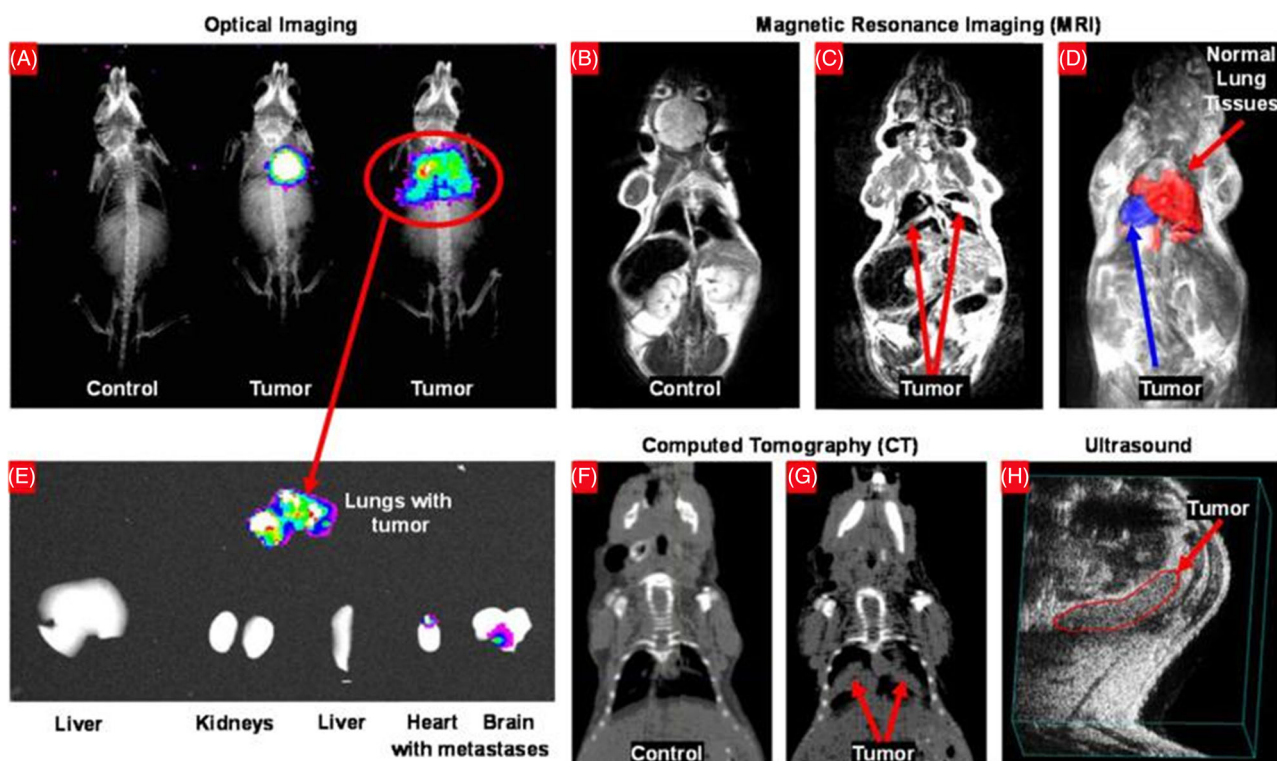 Optical Imaging
Magnetic Resonance Imaging (MRI)
(A)
Control
Tumor
Tumor
(B)
Control
(C)
Tumor
(D)
Normal
Lung
Tissues
Tumor
(E)
Lungs with
tumor
Liver
Kidneys
Liver
Heart
Brain
with metastases
Computed Tomography (CT)
Ultrasound
(F)
Control
(G)
Tumor
(H)
Tumor